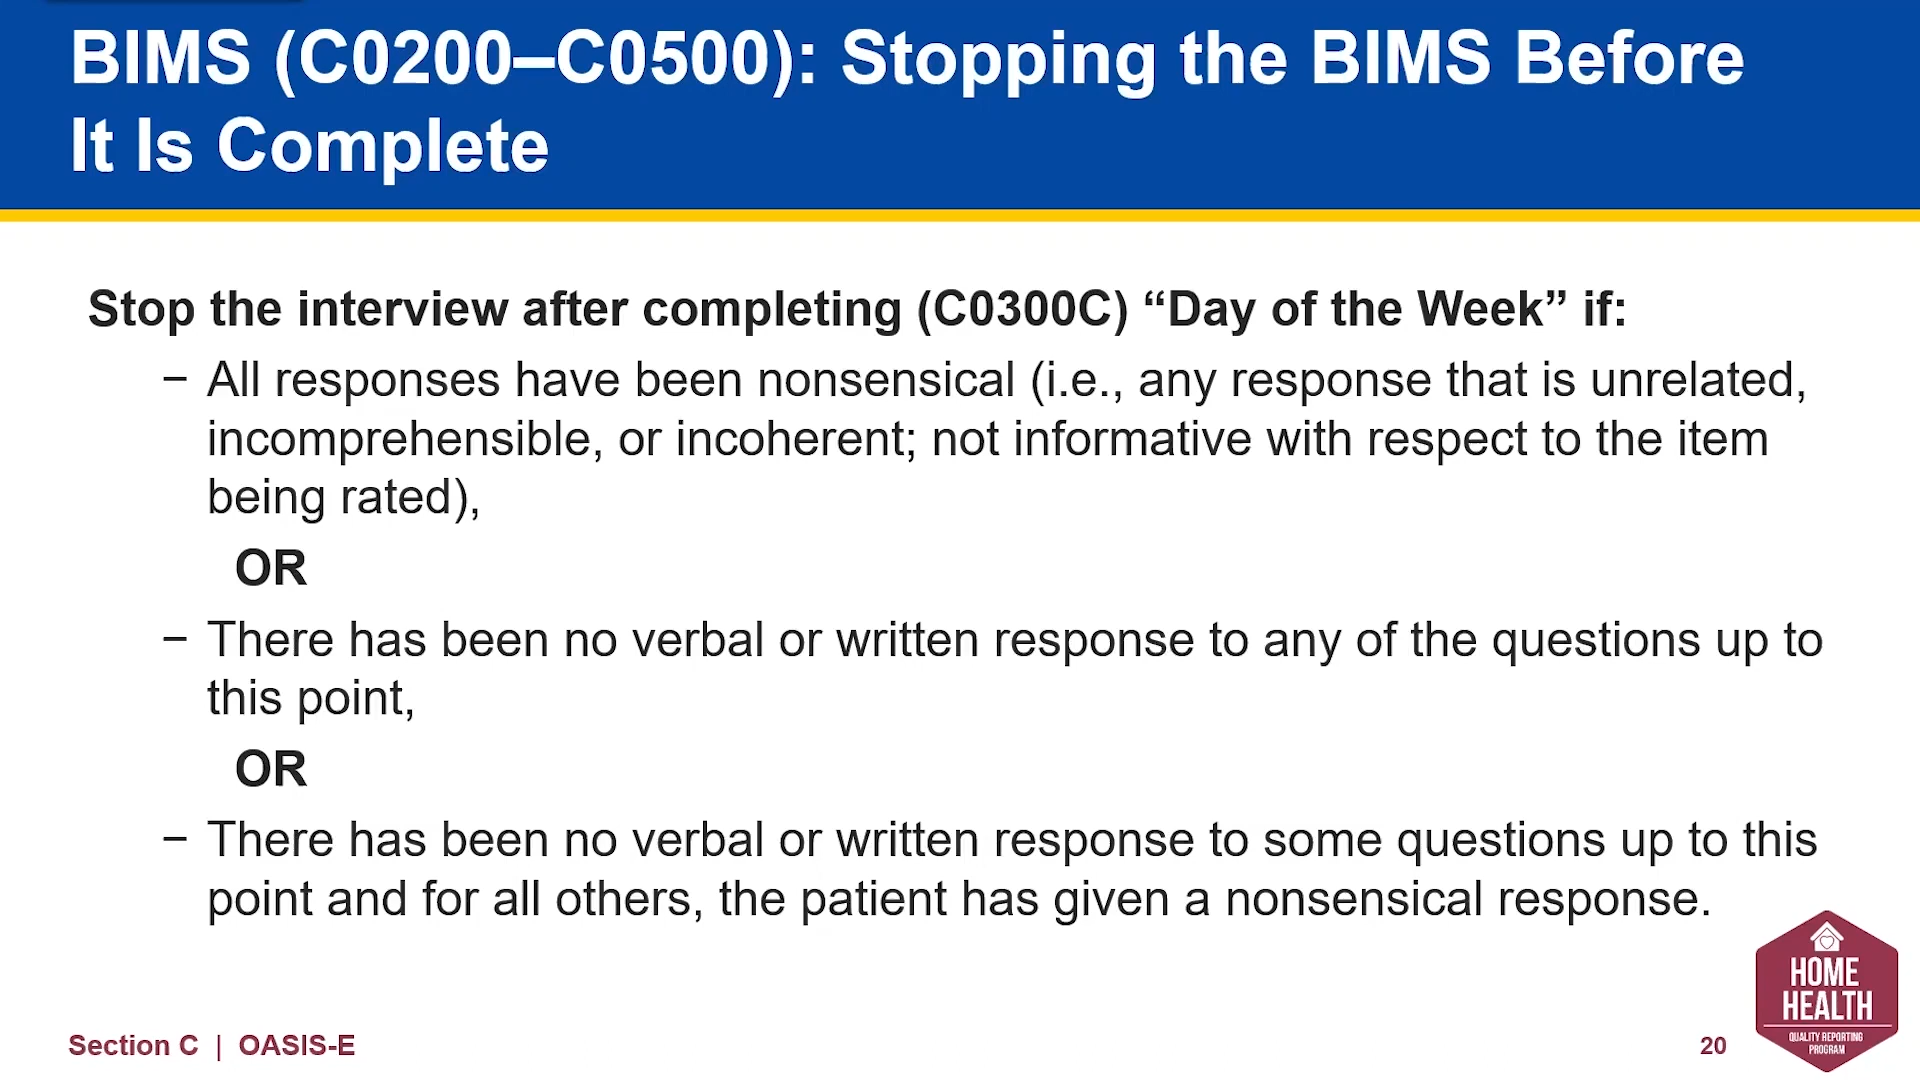 BIMS (C0200–C0500): Stopping the BIMS Before
It Is Complete
Stop the interview after completing (C0300C) “Day of the Week” if:
− All responses have been nonsensical (i.e., any response that is unrelated,
incomprehensible, or incoherent; not informative with respect to the item
being rated),
OR
− There has been no verbal or written response to any of the questions up to
this point,
OR
− There has been no verbal or written response to some questions up to this
point and for all others, the patient has given a nonsensical response.
HOME
HEALTH
QUALITY REPORTING
PROGRAM
Section C | OASIS-E
20